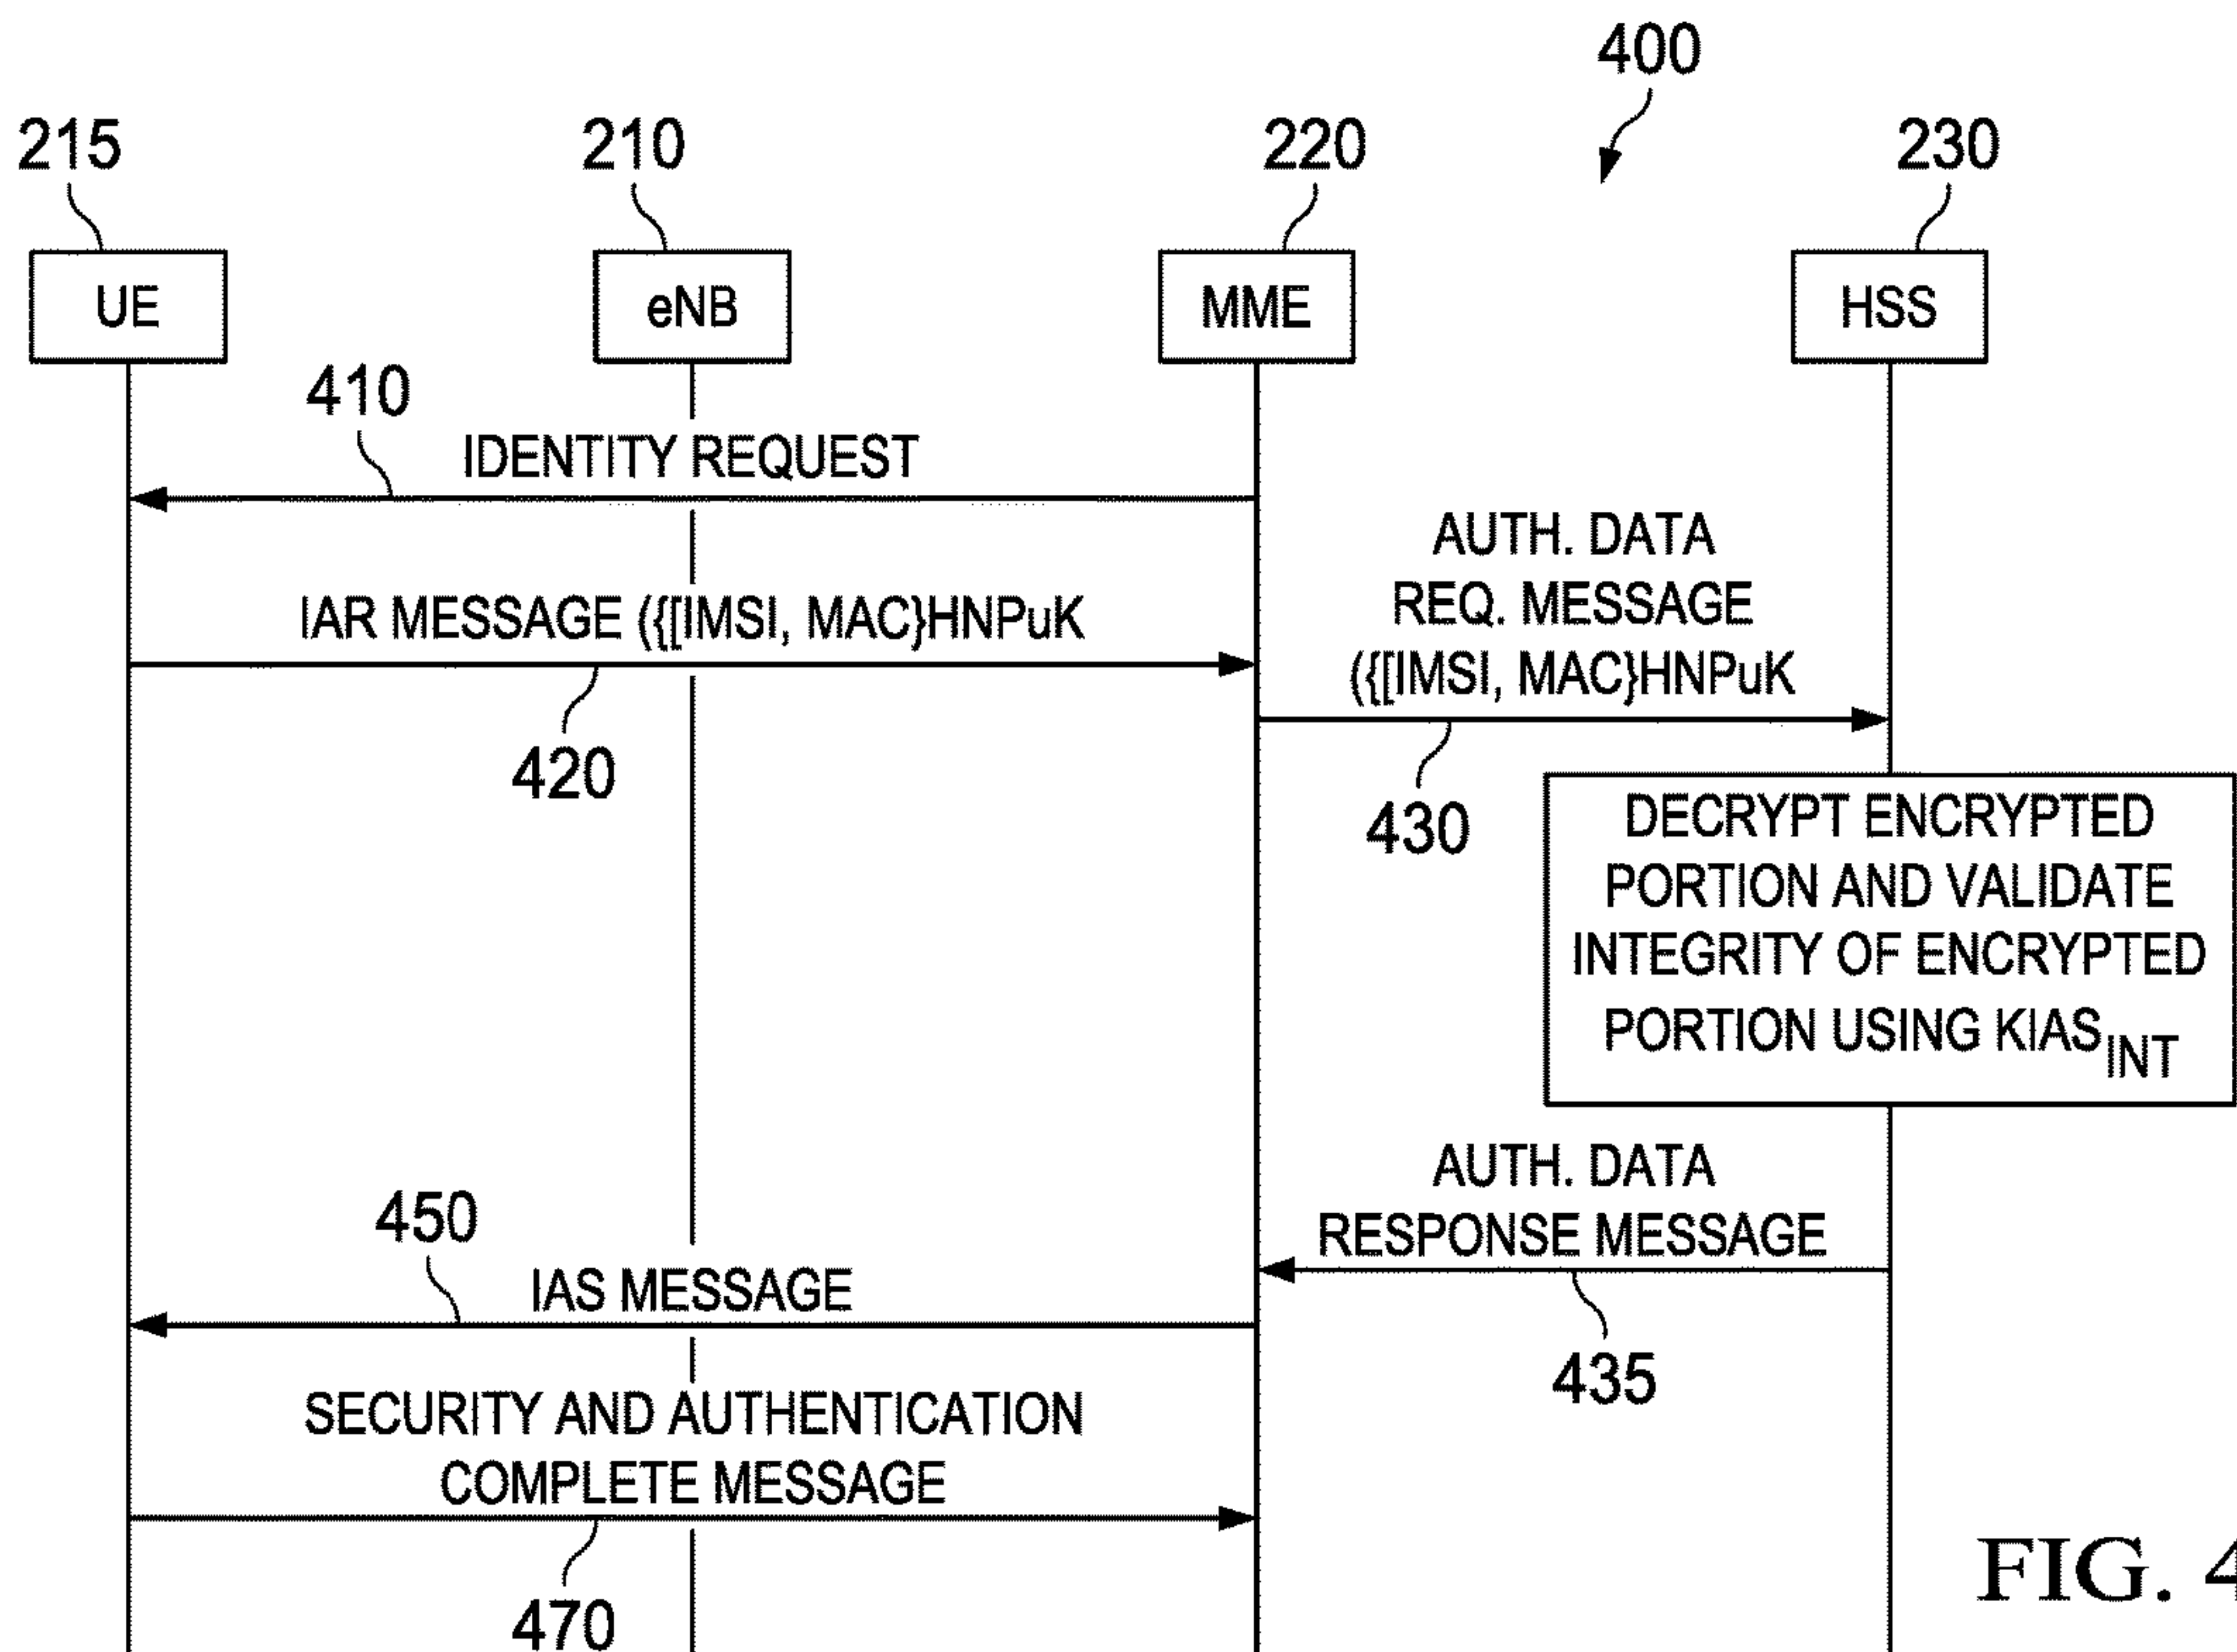 400
215
210
220
230
UE
eNB
MME
HSS
410
IDENTITY REQUEST
AUTH. DATA
REQ. MESSAGE
({[IMSI, MAC}HNPuK
IAR MESSAGE ({[IMSI, MAC}HNPuK
420
430
DECRYPT ENCRYPTED
PORTION AND VALIDATE
INTEGRITY OF ENCRYPTED
PORTION USING KIAS_INT
AUTH. DATA
RESPONSE MESSAGE
450
IAS MESSAGE
435
SECURITY AND AUTHENTICATION
COMPLETE MESSAGE
470
FIG. 4